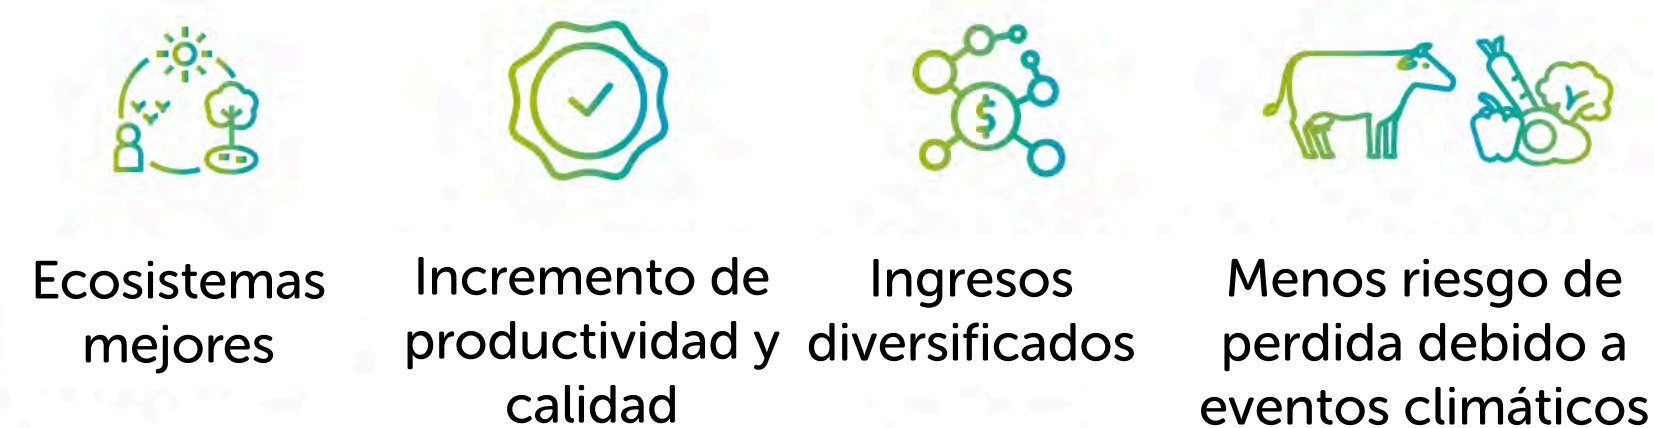 Ecosistemas
mejores
Incremento de
productividad y
calidad
Ingresos
diversificados
Menos riesgo de
perdida debido a
eventos climáticos